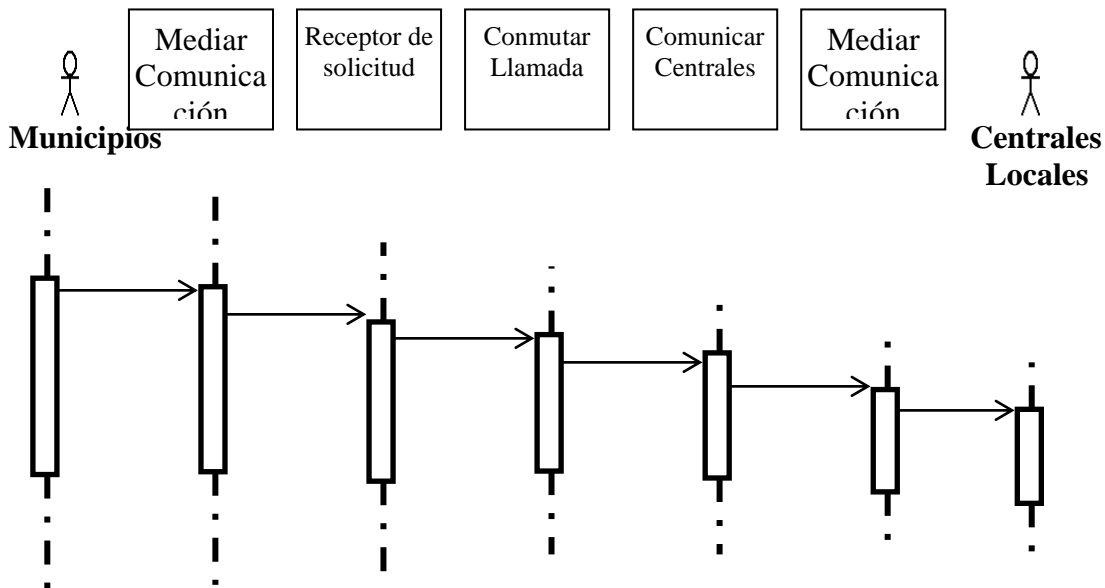 Mediar
Comunica
ción
Receptor de
solicitud
Conmutar
Llamada
Comunicar
Centrales
Mediar
Comunica
ción
Municipios
Centrales
Locales